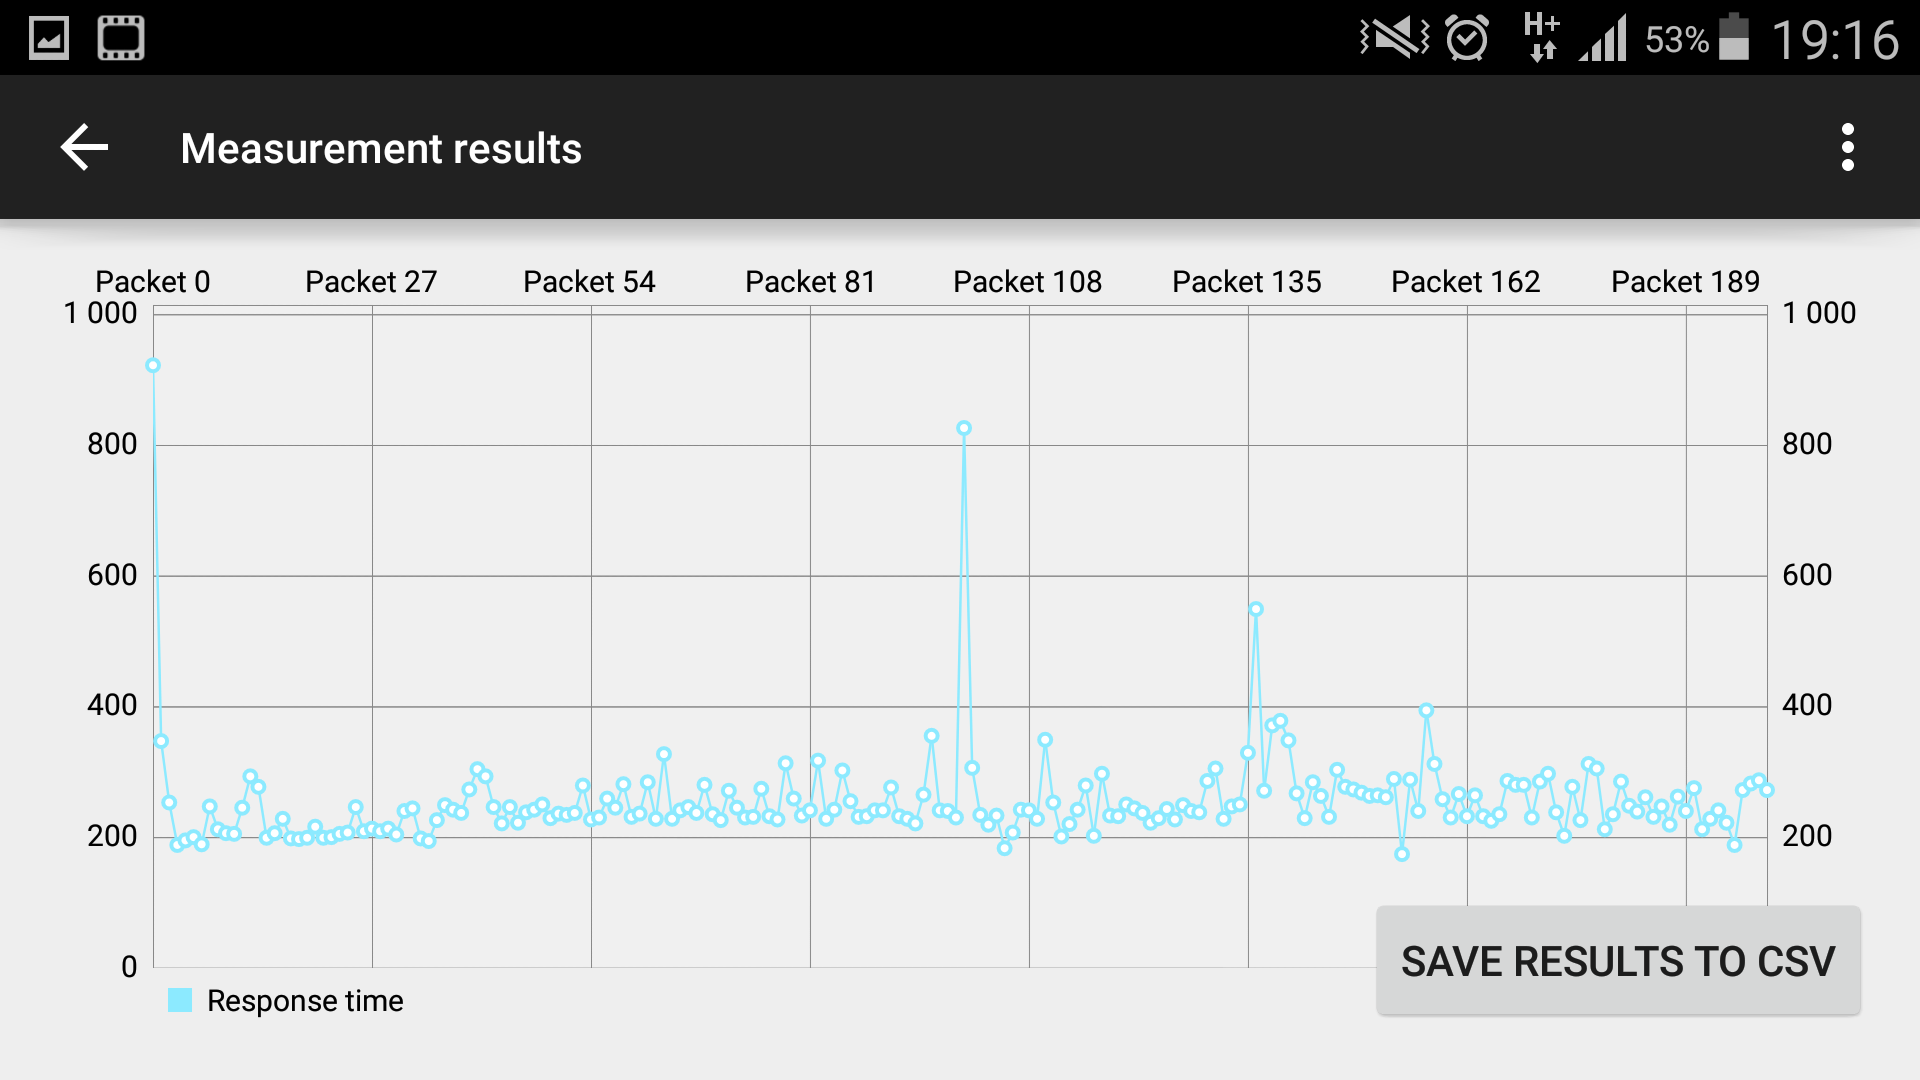 H+ 53% 19:16
Measurement results
Packet 0 Packet 27 Packet 54 Packet 81 Packet 108 Packet 135 Packet 162 Packet 189
1 000 1 000
800 800
600 600
400 400
200 200
0
SAVE RESULTS TO CSV
Response time